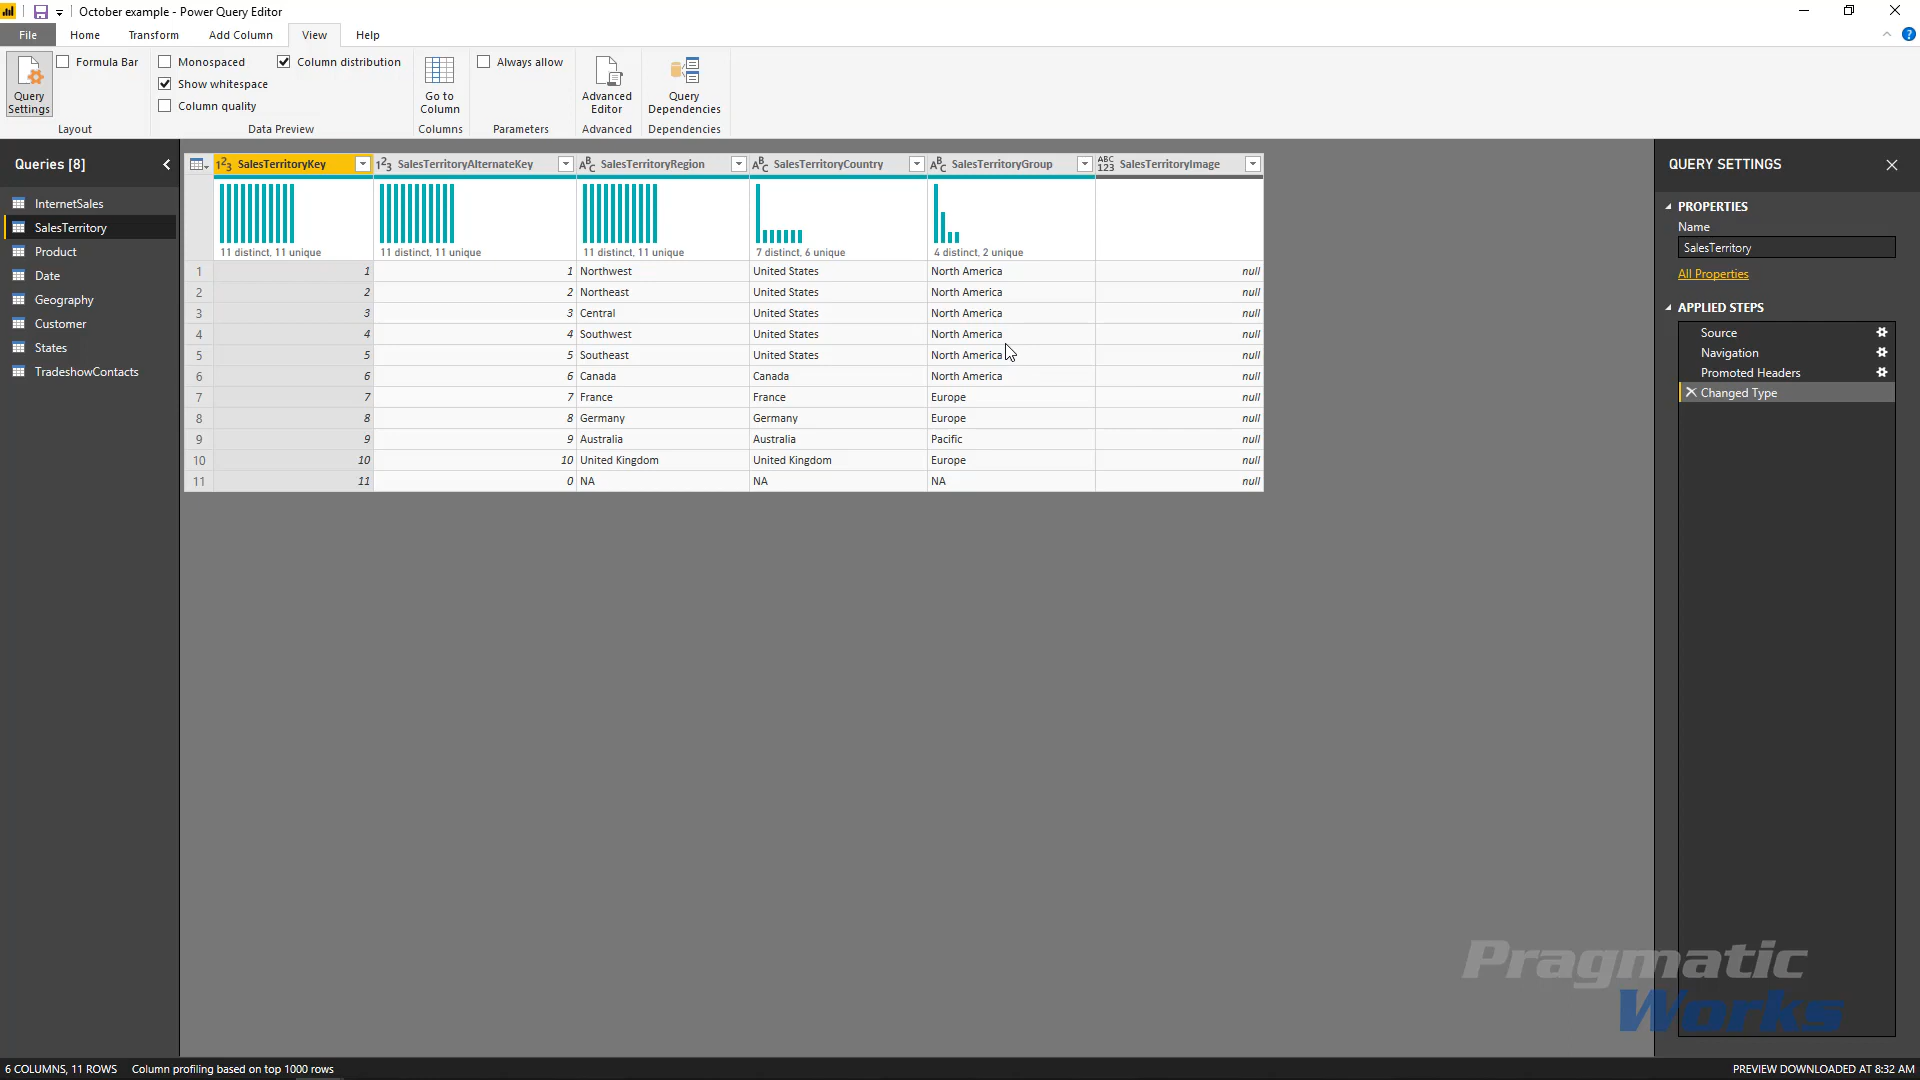 October example - Power Query Editor
File Home Transform Add Column View Help
Query Settings
Formula Bar
Layout
Monospaced
Column distribution
Show whitespace
Column quality
Data Preview
Go to Column
Columns
Always allow
Parameters
Advanced Editor
Advanced
Query Dependencies
Dependencies
Queries [8]
InternetSales
SalesTerritory
Product
Date
Geography
Customer
States
TradeshowContacts
123 SalesTerritoryKey 123 SalesTerritoryAlternateKey ABC SalesTerritoryRegion ABC SalesTerritoryCountry ABC SalesTerritoryGroup ABC 123 SalesTerritoryImage
11 distinct, 11 unique 11 distinct, 11 unique 11 distinct, 11 unique 7 distinct, 6 unique 4 distinct, 2 unique
1 1 1 Northwest United States North America null
2 2 2 Northeast United States North America null
3 3 3 Central United States North America null
4 4 4 Southwest United States North America null
5 5 5 Southeast United States North America null
6 6 6 Canada Canada North America null
7 7 7 France France Europe null
8 8 8 Germany Germany Europe null
9 9 9 Australia Australia Pacific null
10 10 10 United Kingdom United Kingdom Europe null
11 11 0 NA NA NA null
QUERY SETTINGS
PROPERTIES
Name
SalesTerritory
All Properties
APPLIED STEPS
Source
Navigation
Promoted Headers
Changed Type
Pragmatic
Works
6 COLUMNS, 11 ROWS Column profiling based on top 1000 rows PREVIEW DOWNLOADED AT 8:32 AM